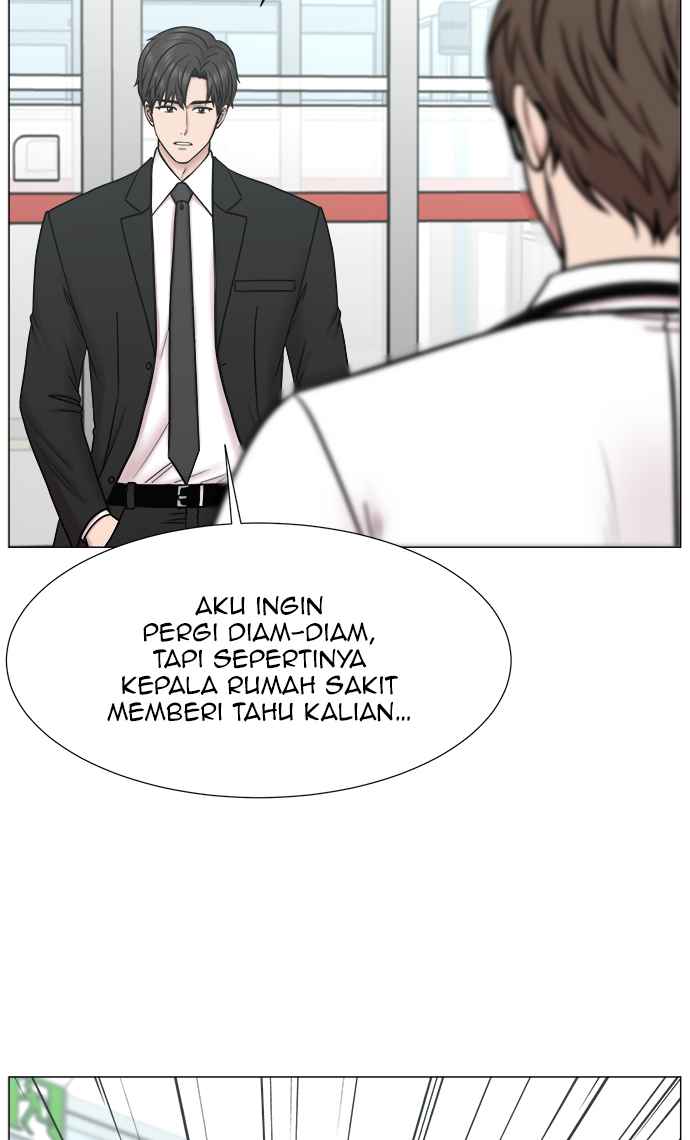 AKU INGIN
PERGI DIAM-DIAM,
TAPI SEPERTINYA
KEPALA RUMAH SAKIT
MEMBERI TAHU KALIAN...